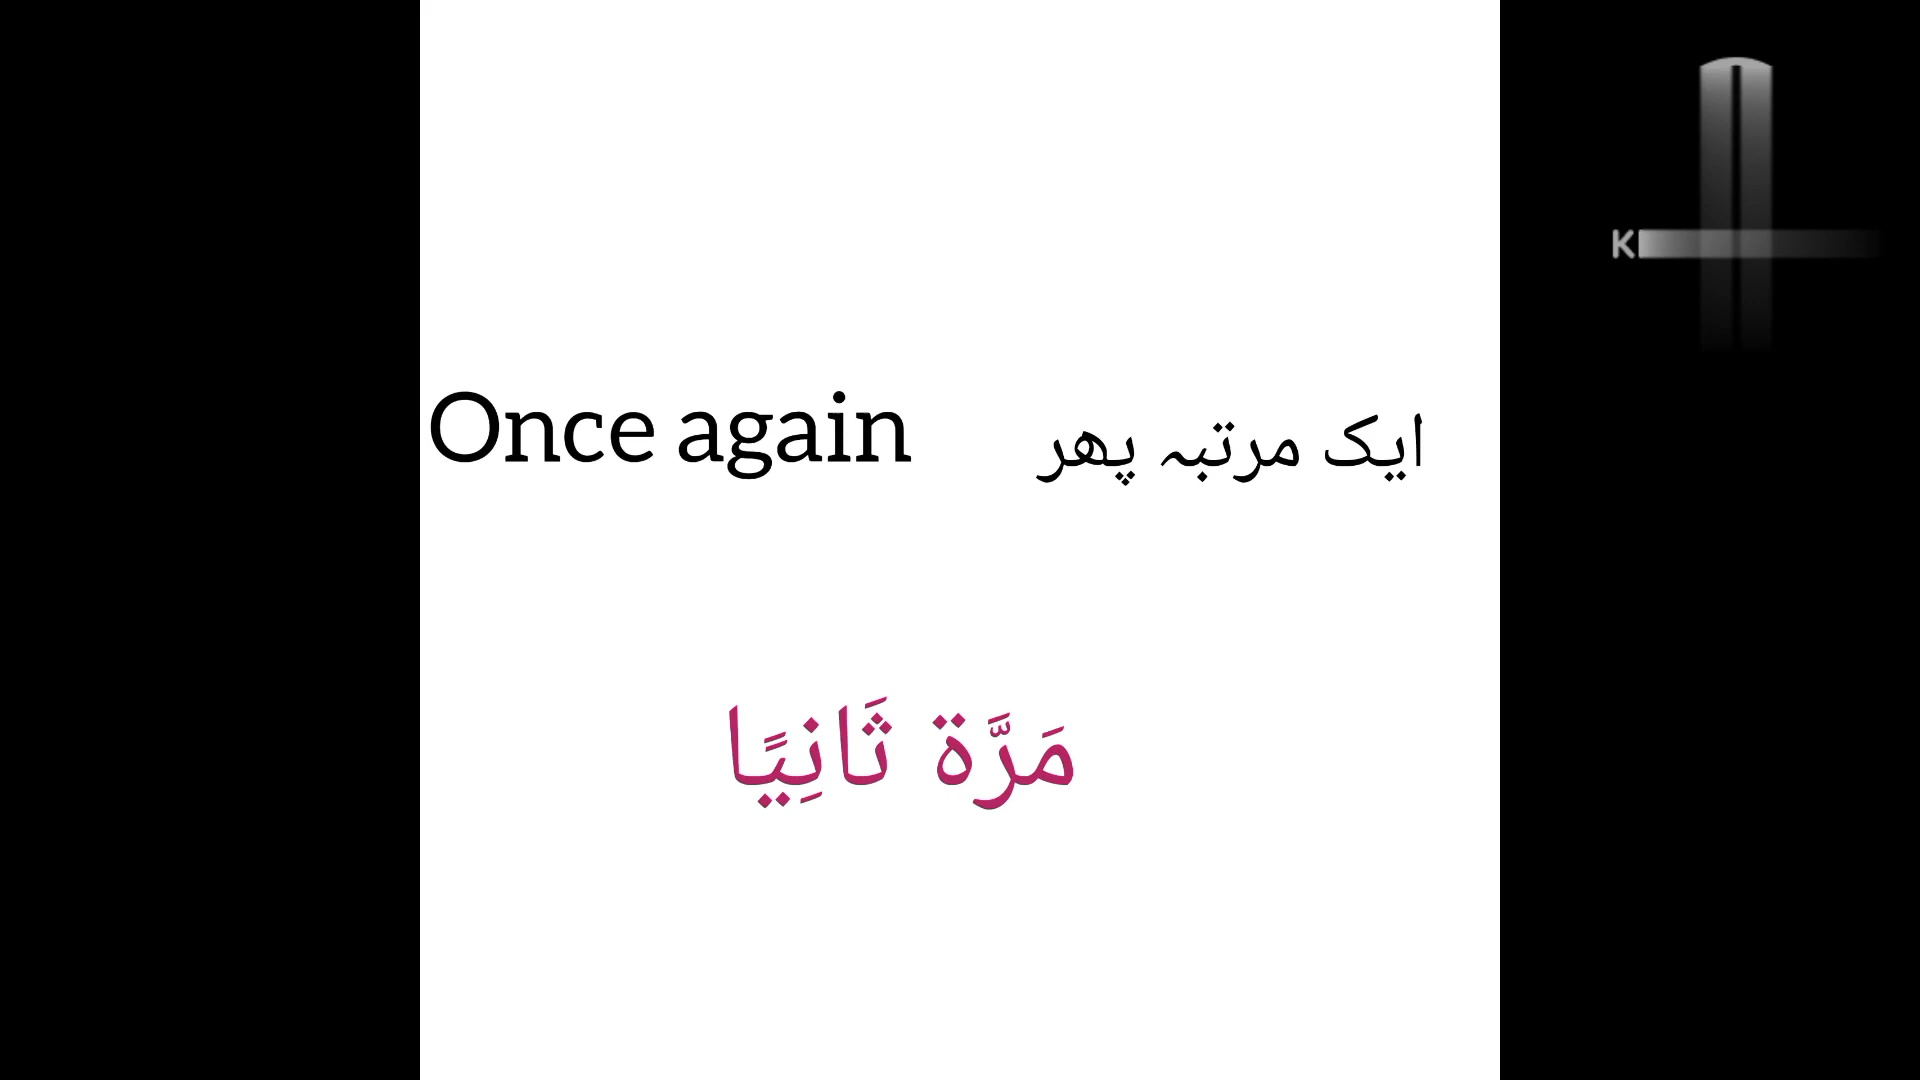 Once again
ایک مرتبہ پھر
مَرَّة ثَانِيًا
K